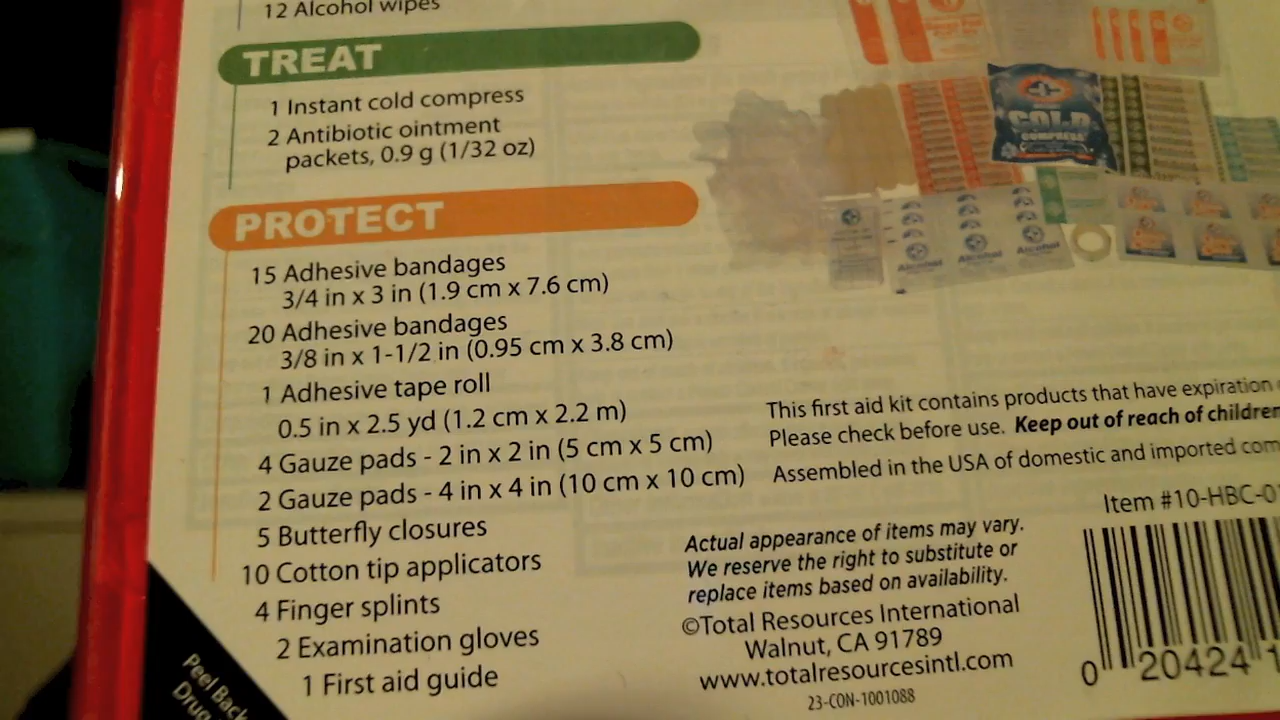 12 Alcohol wipes
TREAT
1 Instant cold compress
2 Antibiotic ointment
packets, 0.9 g (1/32 oz)
PROTECT
15 Adhesive bandages
3/4 in x 3 in (1.9 cm x 7.6 cm)
20 Adhesive bandages
3/8 in x 1-1/2 in (0.95 cm x 3.8 cm)
1 Adhesive tape roll
0.5 in x 2.5 yd (1.2 cm x 2.2 m)
4 Gauze pads - 2 in x 2 in (5 cm x 5 cm)
2 Gauze pads - 4 in x 4 in (10 cm x 10 cm)
5 Butterfly closures
10 Cotton tip applicators
4 Finger splints
2 Examination gloves
1 First aid guide
Peel Back
Drug
COLD
COMPRESS
Alcohol
Alcohol
Alcohol
This first aid kit contains products that have expiration
Please check before use. Keep out of reach of children
Assembled in the USA of domestic and imported com
Item #10-HBC-0
Actual appearance of items may vary.
We reserve the right to substitute or
replace items based on availability.
©Total Resources International
Walnut, CA 91789
www.totalresourcesintl.com
23-CON-1001088
0 20424 1